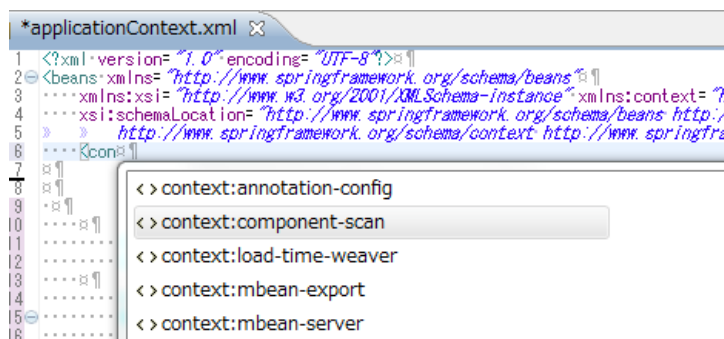 *applicationContext.xml
1 <?xml version="1.0" encoding="UTF-8"?>
2 <beans xmlns="http://www.springframework.org/schema/beans"
3 xmlns:xsi="http://www.w3.org/2001/XMLSchema-instance" xmlns:context="
4 xsi:schemaLocation="http://www.springframework.org/schema/beans http:/
5 http://www.springframework.org/schema/context http://www.springfra
6 <con
7
8
9
10
11
12
13
14
15
16
<> context:annotation-config
<> context:component-scan
<> context:load-time-weaver
<> context:mbean-export
<> context:mbean-server